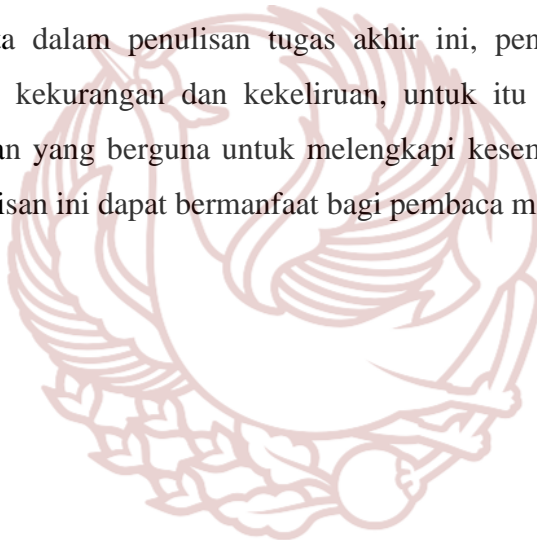 dalam penulisan tugas akhir ini,
kekurangan dan kekeliruan, untuk itu
yang berguna untuk melengkapi
ini dapat bermanfaat bagi pembaca